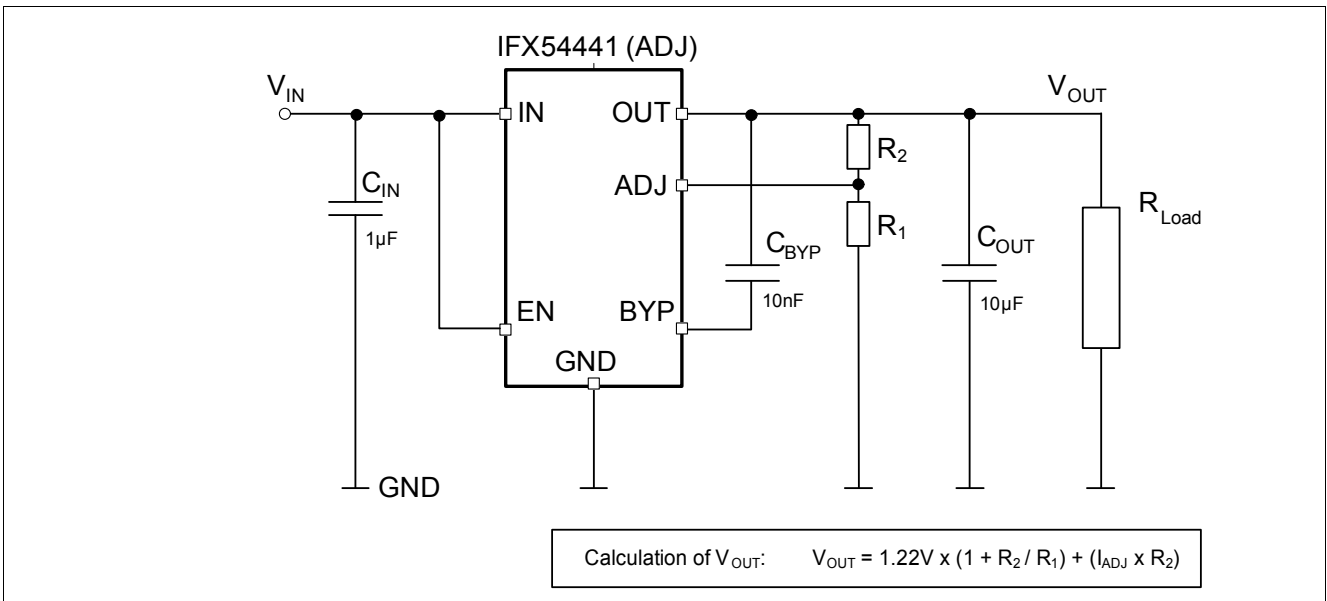 IFX54441 (ADJ)
V_IN
V_OUT
IN
OUT
R_2
ADJ
C_IN
1µF
R_1
R_Load
C_BYP
10nF
C_OUT
10µF
EN
BYP
GND
GND
Calculation of V_OUT: V_OUT = 1.22V x (1 + R_2 / R_1) + (I_ADJ x R_2)